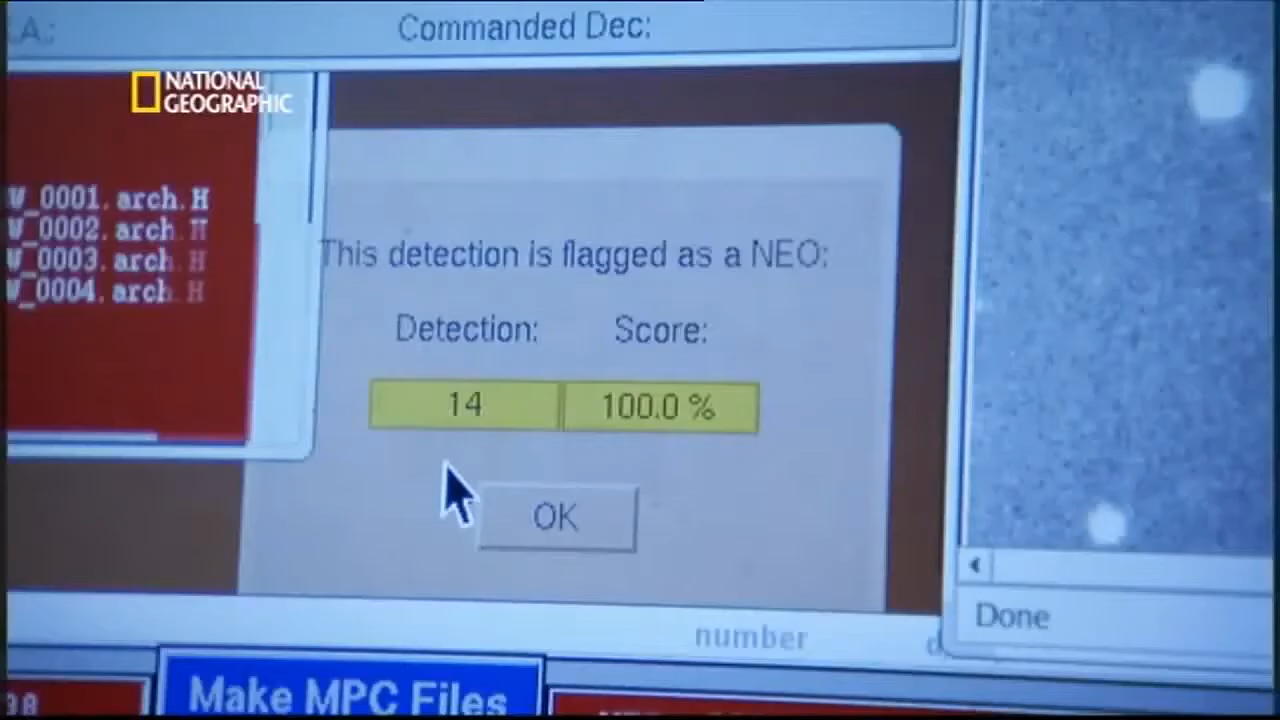 .A.:
Commanded Dec:
NATIONAL
GEOGRAPHIC
W_0001.arch.H
W_0002.arch.H
W_0003.arch.H
W_0004.arch.H
This detection is flagged as a NEO:
Detection: Score:
14 100.0 %
OK
Done
number
38
Make MPC Files